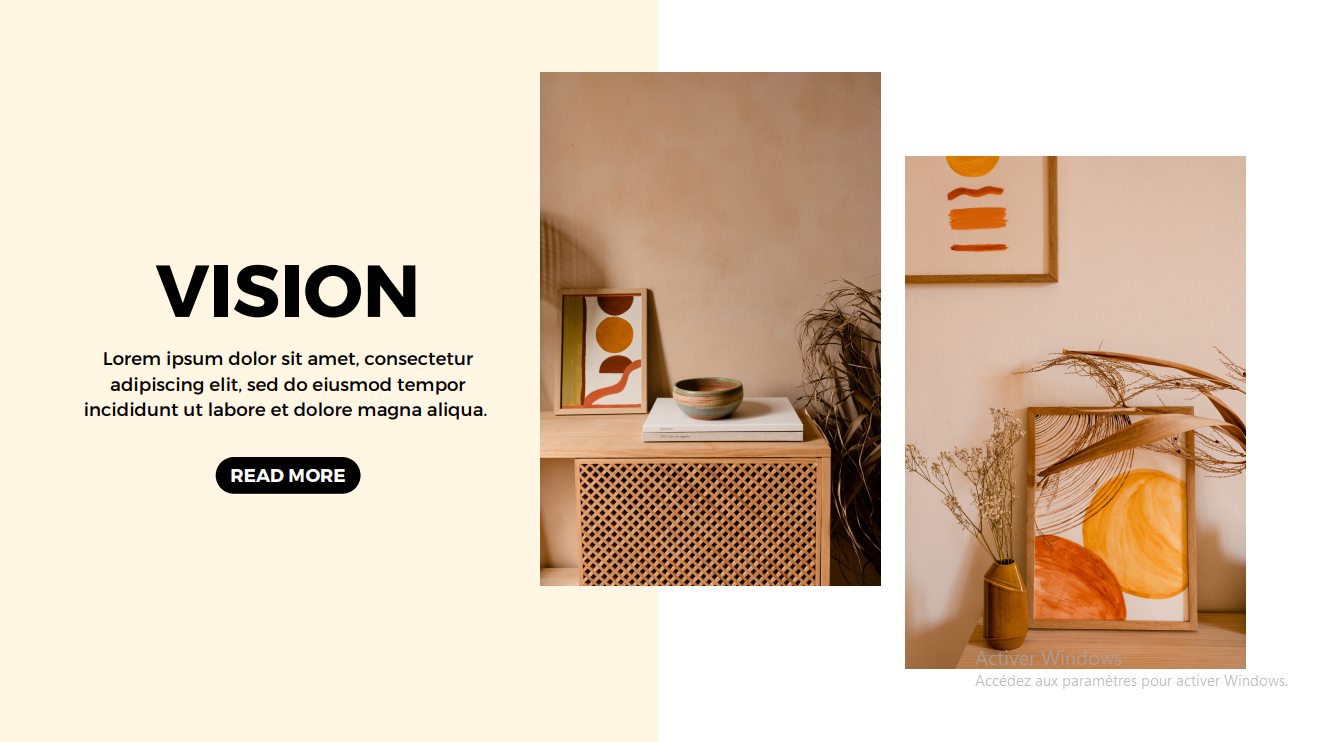 VISION
Lorem ipsum dolor sit amet, consectetur
adipiscing elit, sed do eiusmod tempor
incididunt ut labore et dolore magna aliqua.
READ MORE
Activer Windows
Accédez aux paramètres pour activer Windows.